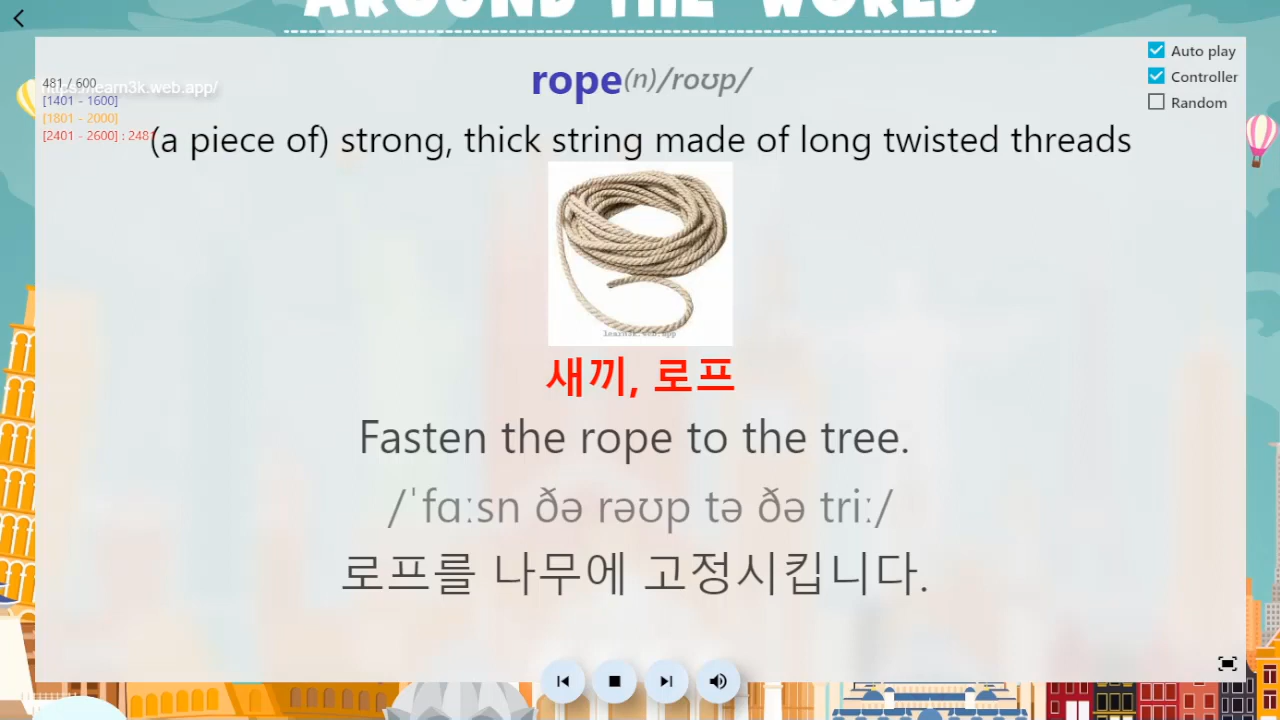 AROUND THE WORLD
Auto play
Controller
Random
481 / 600
https://learn3k.web.app/
[1401 - 1600]
[1801 - 2000]
[2401 - 2600] : 2481
rope(n)/roʊp/
(a piece of) strong, thick string made of long twisted threads
learn3k.web.app
새끼, 로프
Fasten the rope to the tree.
/ˈfɑːsn ðə rəʊp tə ðə triː/
로프를 나무에 고정시킵니다.